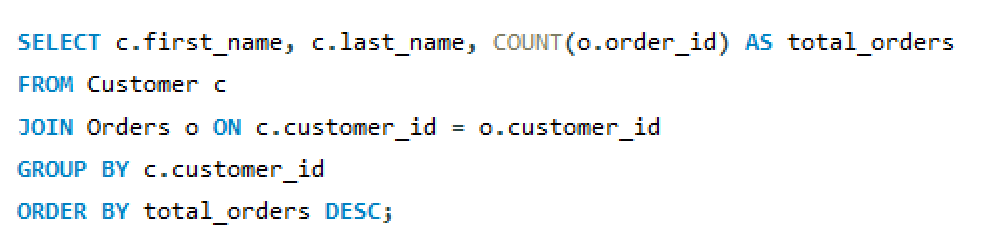 SELECT c.first_name, c.last_name, COUNT(o.order_id) AS total_orders
FROM Customer c
JOIN Orders o ON c.customer_id = o.customer_id
GROUP BY c.customer_id
ORDER BY total_orders DESC;